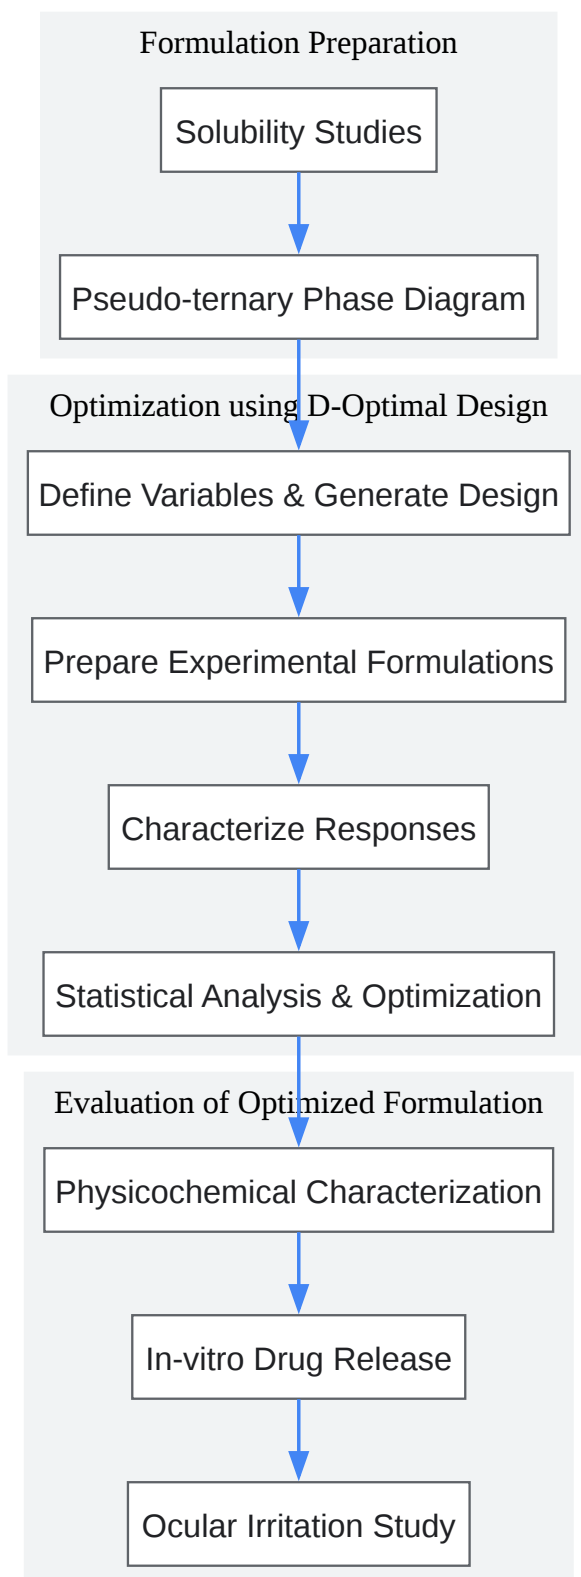 Formulation Preparation
Solubility Studies
Pseudo-ternary Phase Diagram
Optimization using D-Optimal Design
Define Variables & Generate Design
Prepare Experimental Formulations
Characterize Responses
Statistical Analysis & Optimization
Evaluation of Optimized Formulation
Physicochemical Characterization
In-vitro Drug Release
Ocular Irritation Study